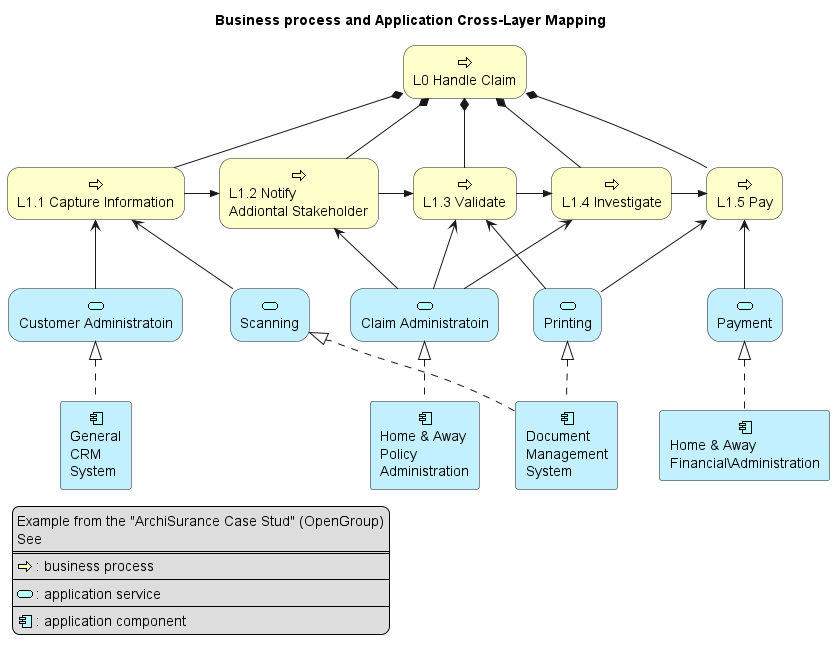 Business process and Application Cross-Layer Mapping
L0 Handle Claim
L1.1 Capture Information
L1.2 Notify
Addiontal Stakeholder
L1.3 Validate
L1.4 Investigate
L1.5 Pay
Customer Administratoin
Scanning
Claim Administratoin
Printing
Payment
General
CRM
System
Home & Away
Policy
Administration
Document
Management
System
Home & Away
Financial\Administration
Example from the "ArchiSurance Case Stud" (OpenGroup)
See
: business process
: application service
: application component